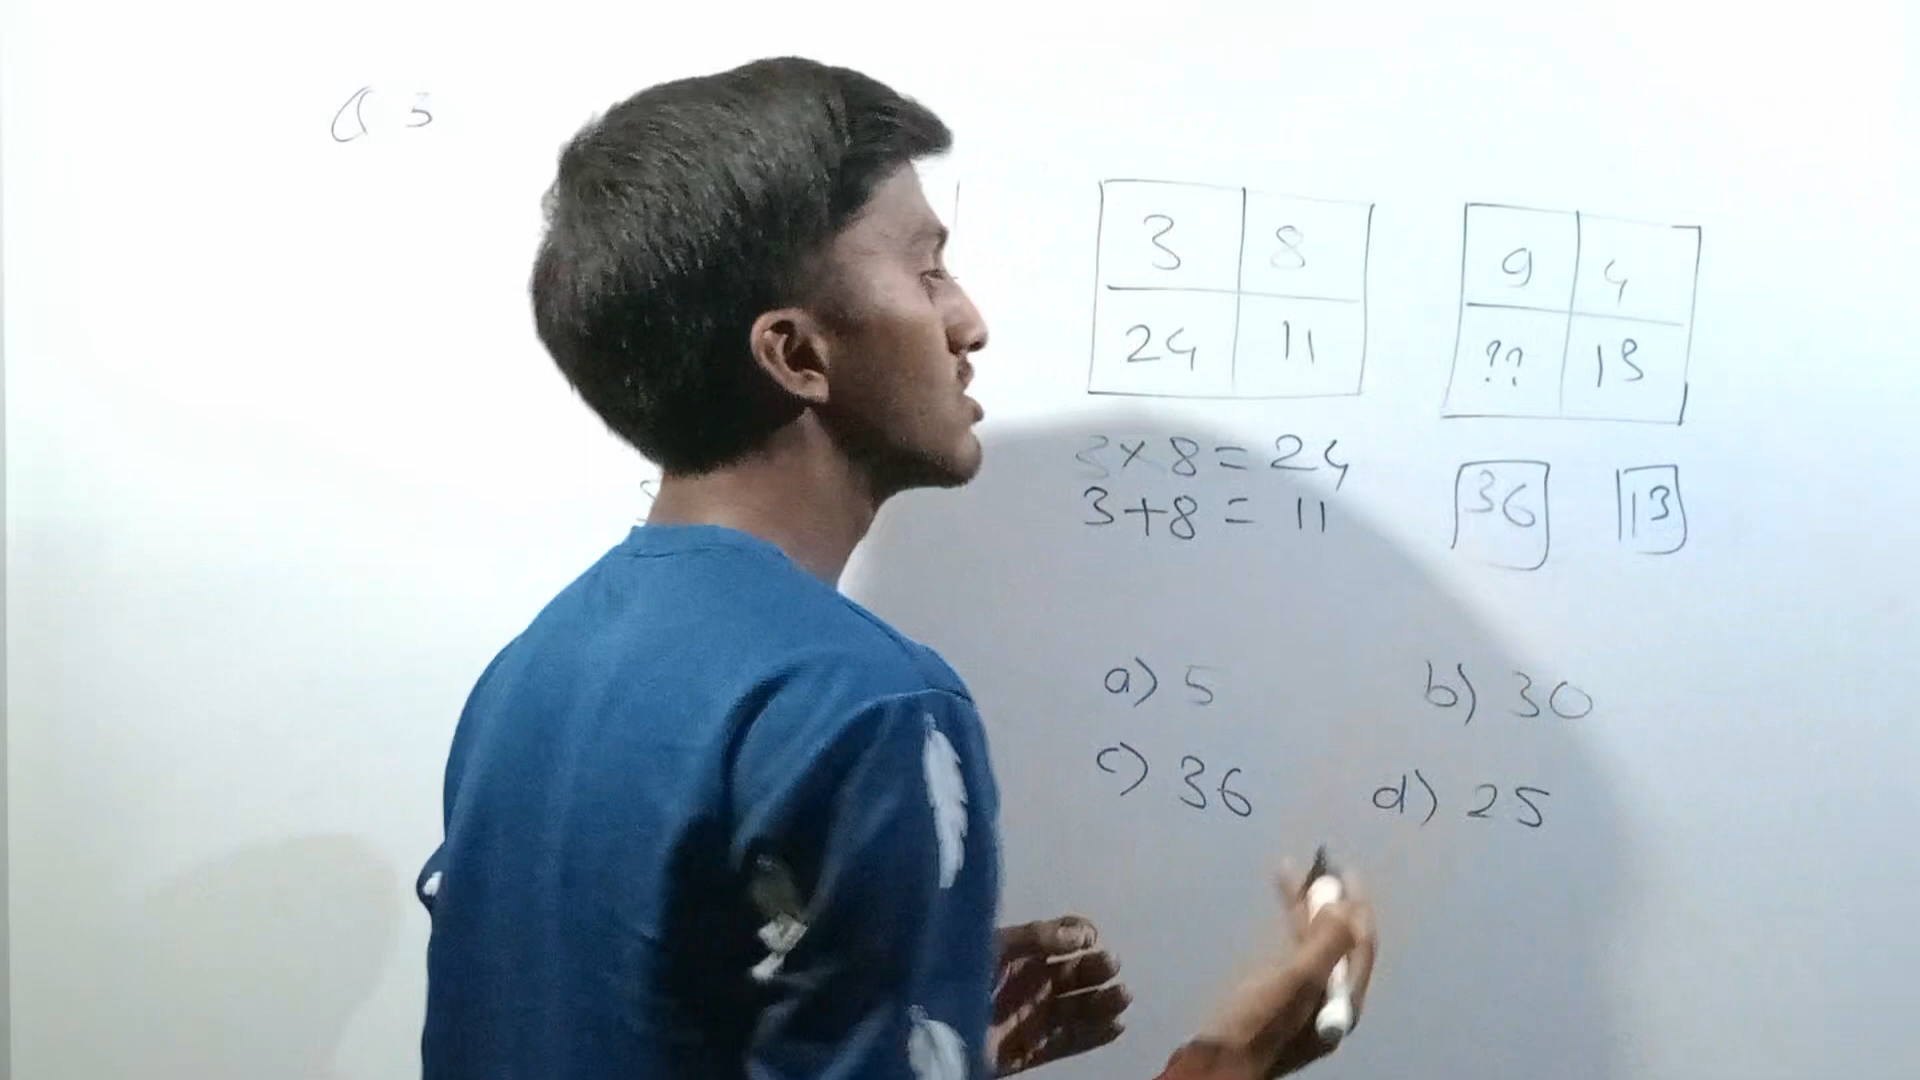 Q 3
3 8
24 11
9 4
?? 13
3×8=24
3+8= 11
36 13
a) 5 b) 30
c) 36 d) 25